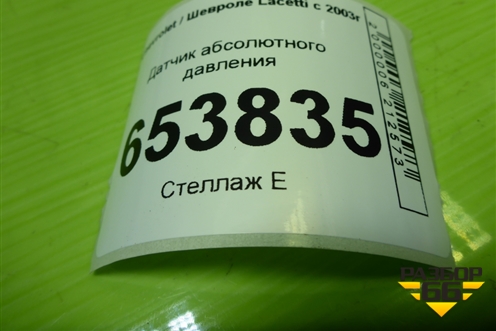 / Шевроле Lacetti с 2003г
Датчик абсолютного
давления
653835
Стеллаж Е
2000006212573
РАЗБОР
66